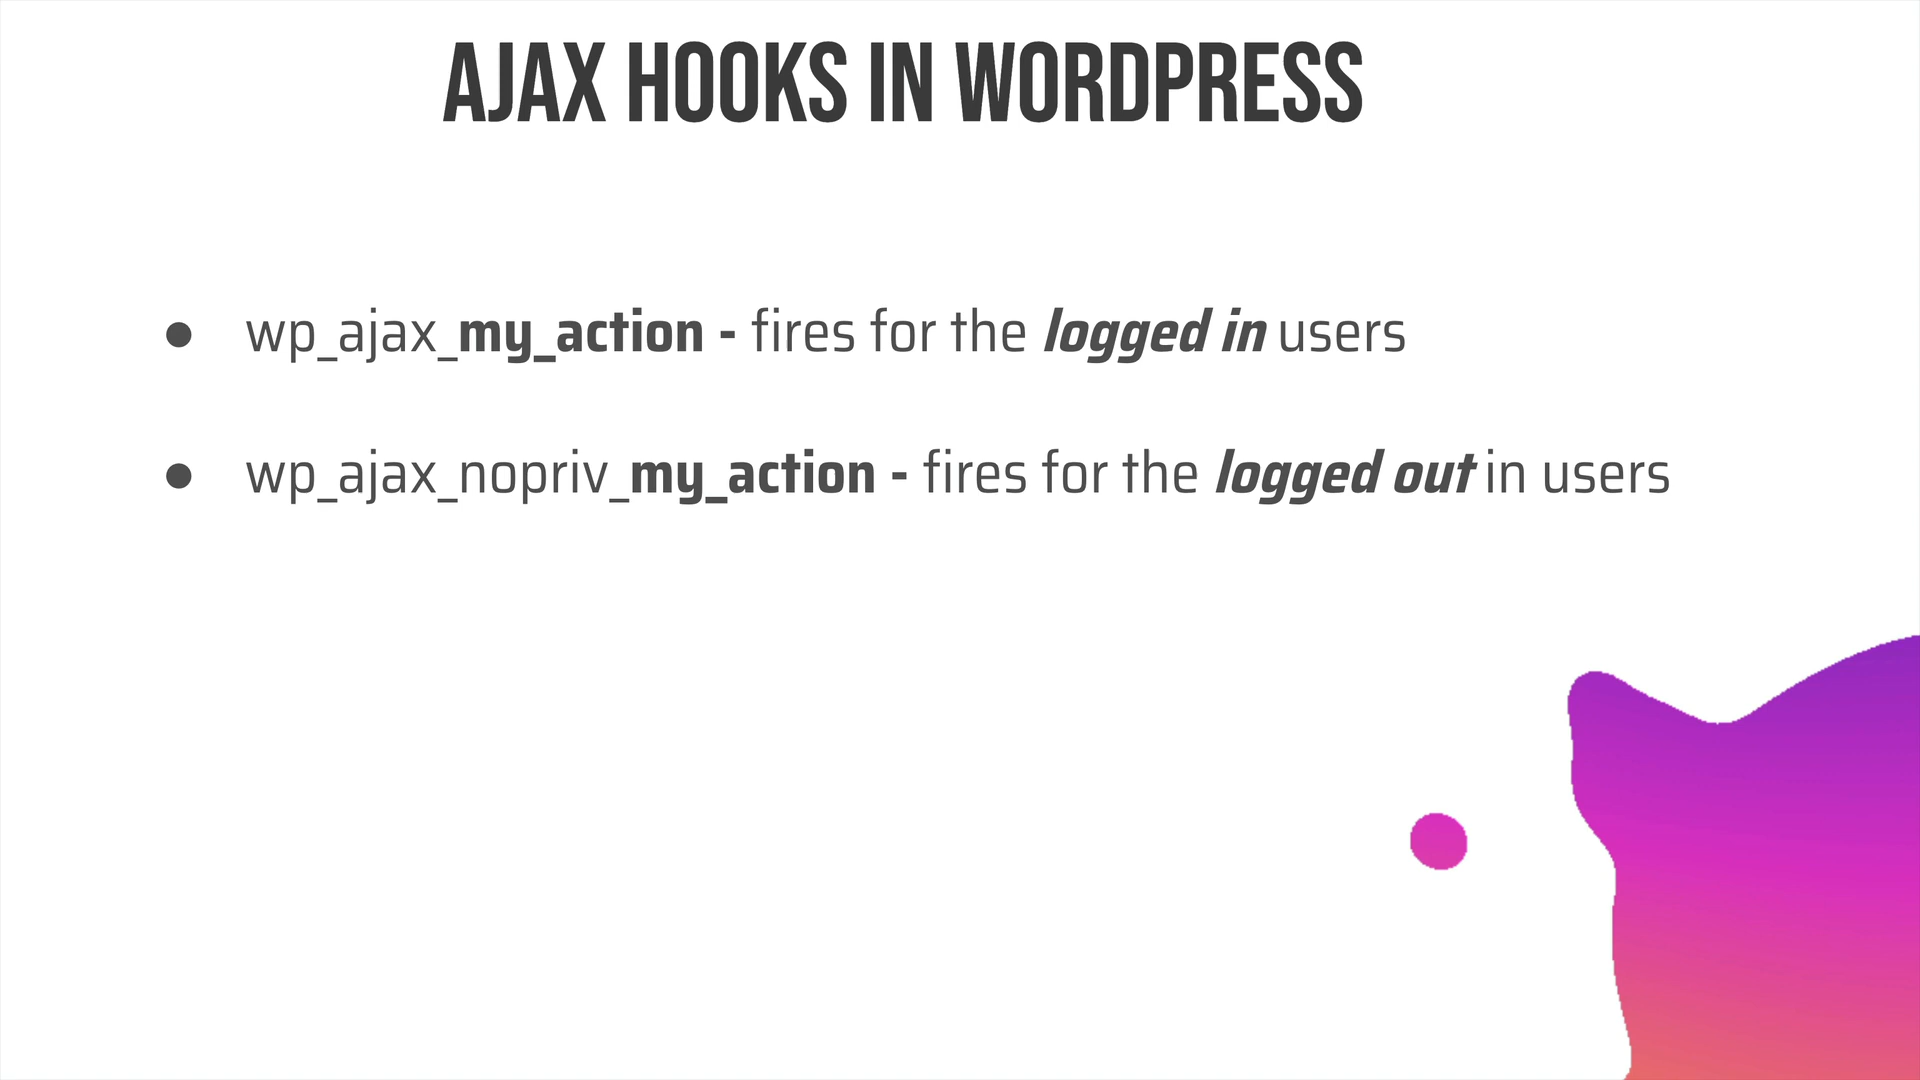 AJAX HOOKS IN WORDPRESS
● wp_ajax_my_action - fires for the logged in users
● wp_ajax_nopriv_my_action - fires for the logged out in users